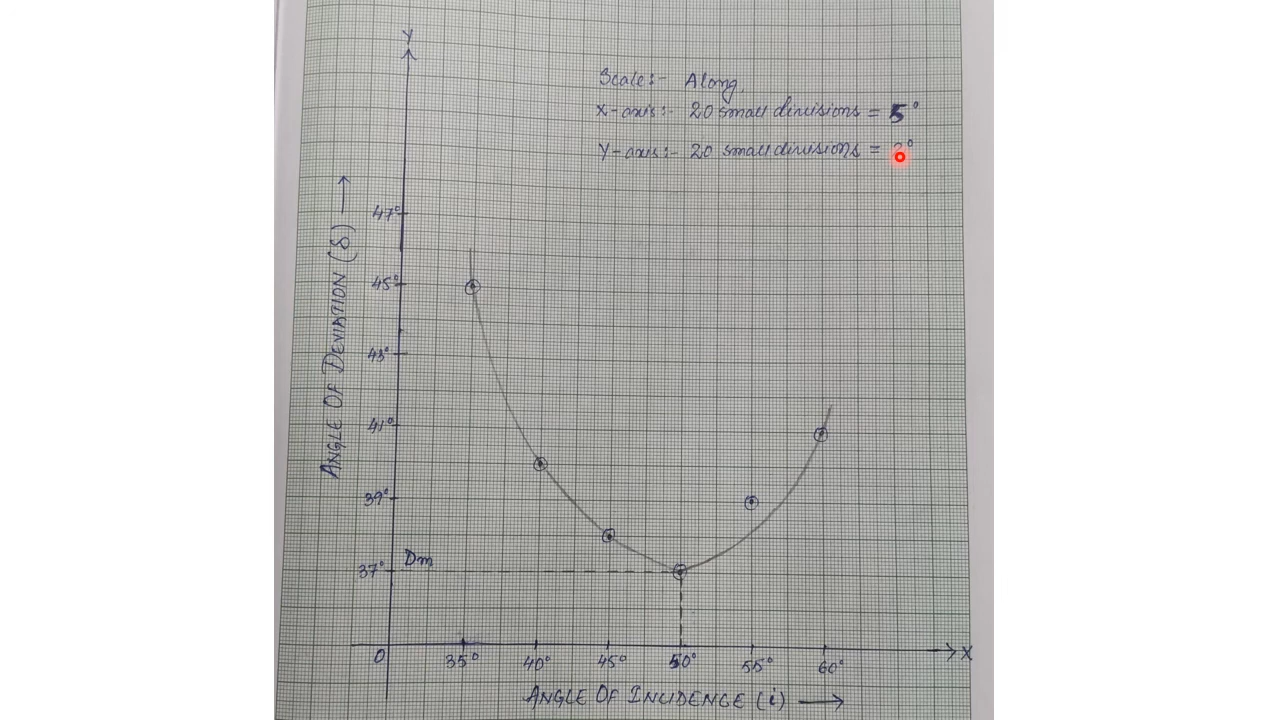 Y
Scale:- Along,
X-axis:- 20 small divisions = 5°
Y-axis:- 20 small divisions = 2°
47°
45°
43°
41°
39°
37°
Dm
ANGLE OF DEVIATION (δ)
O 35° 40° 45° 50° 55° 60° X
ANGLE OF INCIDENCE (i)